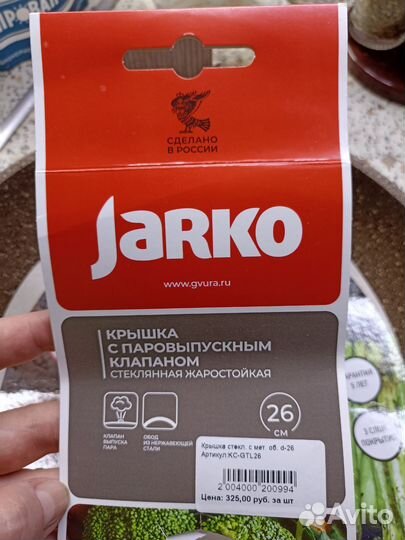 СДЕЛАНО
В РОССИИ
JARKO
www.gvura.ru
КРЫШКА
С ПАРОВЫПУСКНЫМ
КЛАПАНОМ
СТЕКЛЯННАЯ ЖАРОСТОЙКАЯ
КЛАПАН
ВЫПУСКА
ПАРА
ОБОД
ИЗ НЕРЖАВЕЮЩЕЙ
СТАЛИ
26
СМ
Крышка стекл. с мет. об. d-26
Артикул:КС-GTL26
2 004000 200994
Цена: 325,00 руб. за шт
Avito